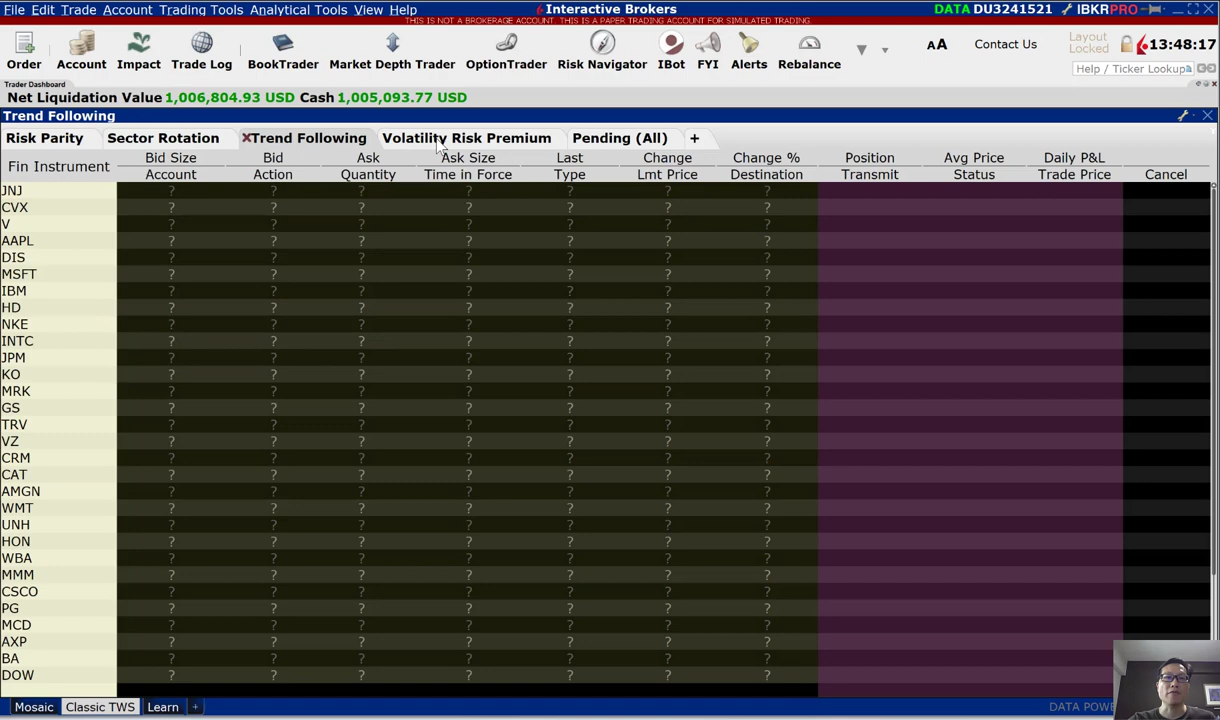 File Edit Trade Account Trading Tools Analytical Tools View Help Interactive Brokers DATA DU3241521 IBKRPRO
THIS IS NOT A BROKERAGE ACCOUNT. THIS IS A PAPER TRADING ACCOUNT FOR SIMULATED TRADING.
Order Account Impact Trade Log BookTrader Market Depth Trader OptionTrader Risk Navigator IBot FYI Alerts Rebalance
AA Contact Us Layout Locked 13:48:17
Help / Ticker Lookup
Trader Dashboard
Net Liquidation Value 1,006,804.93 USD Cash 1,005,093.77 USD
Trend Following
Risk Parity Sector Rotation Trend Following Volatility Risk Premium Pending (All) +
Fin Instrument
Bid Size Bid Ask Ask Size Last Change Change % Position Avg Price Daily P&L
Account Action Quantity Time in Force Type Lmt Price Destination Transmit Status Trade Price Cancel
JNJ ? ? ? ? ? ? ?
CVX ? ? ? ? ? ? ?
V ? ? ? ? ? ? ?
AAPL ? ? ? ? ? ? ?
DIS ? ? ? ? ? ? ?
MSFT ? ? ? ? ? ? ?
IBM ? ? ? ? ? ? ?
HD ? ? ? ? ? ? ?
NKE ? ? ? ? ? ? ?
INTC ? ? ? ? ? ? ?
JPM ? ? ? ? ? ? ?
KO ? ? ? ? ? ? ?
MRK ? ? ? ? ? ? ?
GS ? ? ? ? ? ? ?
TRV ? ? ? ? ? ? ?
VZ ? ? ? ? ? ? ?
CRM ? ? ? ? ? ? ?
CAT ? ? ? ? ? ? ?
AMGN ? ? ? ? ? ? ?
WMT ? ? ? ? ? ? ?
UNH ? ? ? ? ? ? ?
HON ? ? ? ? ? ? ?
WBA ? ? ? ? ? ? ?
MMM ? ? ? ? ? ? ?
CSCO ? ? ? ? ? ? ?
PG ? ? ? ? ? ? ?
MCD ? ? ? ? ? ? ?
AXP ? ? ? ? ? ? ?
BA ? ? ? ? ? ? ?
DOW ? ? ? ? ? ? ?
Mosaic Classic TWS Learn + DATA